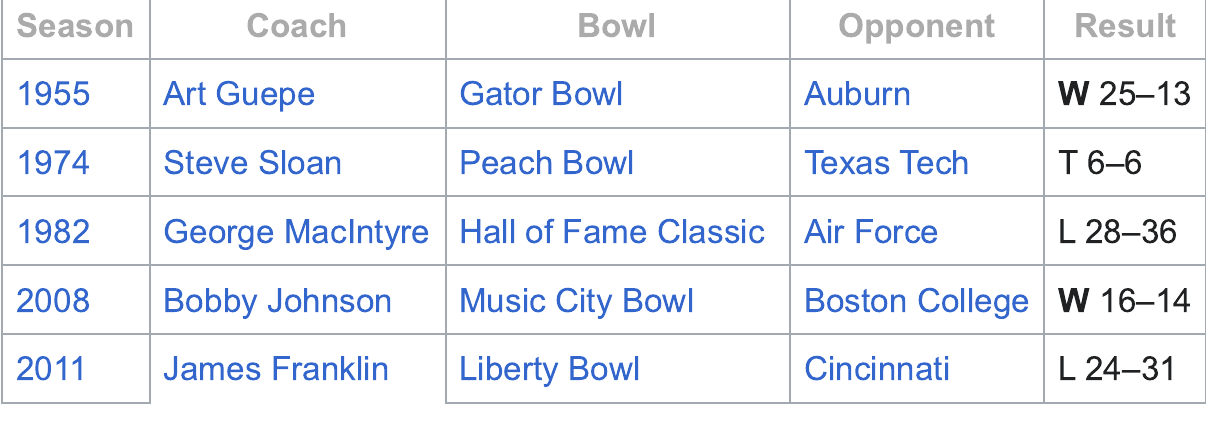 Season Coach Bowl Opponent Result
1955 Art Guepe Gator Bowl Auburn W 25–13
1974 Steve Sloan Peach Bowl Texas Tech T 6–6
1982 George MacIntyre Hall of Fame Classic Air Force L 28–36
2008 Bobby Johnson Music City Bowl Boston College W 16–14
2011 James Franklin Liberty Bowl Cincinnati L 24–31